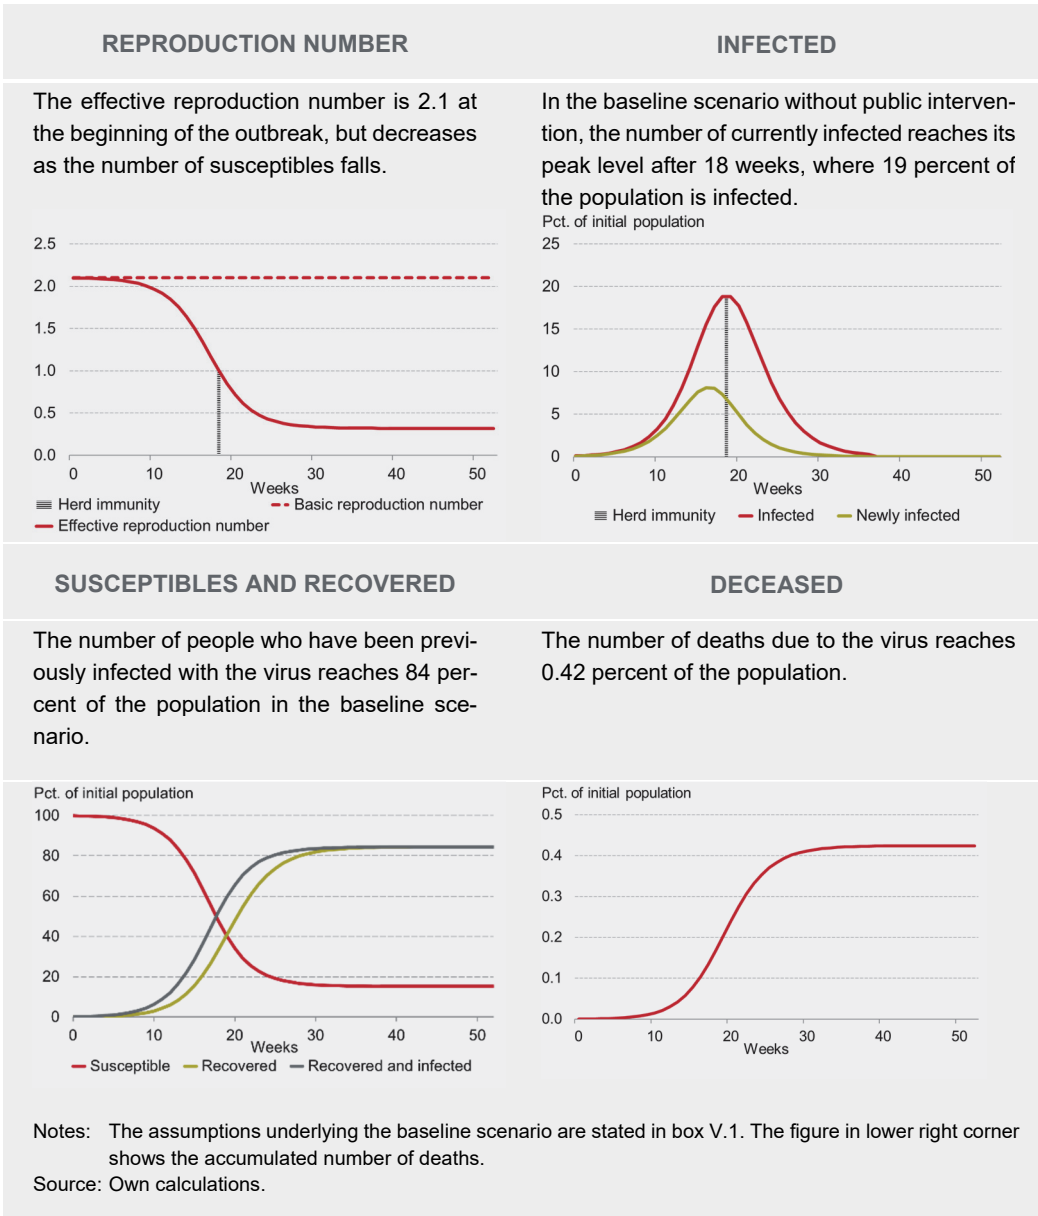 REPRODUCTION NUMBER
The effective reproduction number is 2.1 at
the beginning of the outbreak, but decreases
as the number of susceptibles falls.
2.5
2.0
1.5
1.0
0.5
0.0
0 10 20 30 40 50
Weeks
Herd immunity
Basic reproduction number
Effective reproduction number
INFECTED
In the baseline scenario without public interven-
tion, the number of currently infected reaches its
peak level after 18 weeks, where 19 percent of
the population is infected.
Pct. of initial population
25
20
15
10
5
0
0 10 20 30 40 50
Weeks
Herd immunity Infected Newly infected
SUSCEPTIBLES AND RECOVERED
The number of people who have been previ-
ously infected with the virus reaches 84 per-
cent of the population in the baseline sce-
nario.
Pct. of initial population
100
80
60
40
20
0
0 10 20 30 40 50
Weeks
Susceptible Recovered Recovered and infected
DECEASED
The number of deaths due to the virus reaches
0.42 percent of the population.
Pct. of initial population
0.5
0.4
0.3
0.2
0.1
0.0
0 10 20 30 40 50
Weeks
Notes: The assumptions underlying the baseline scenario are stated in box V.1. The figure in lower right corner
shows the accumulated number of deaths.
Source: Own calculations.